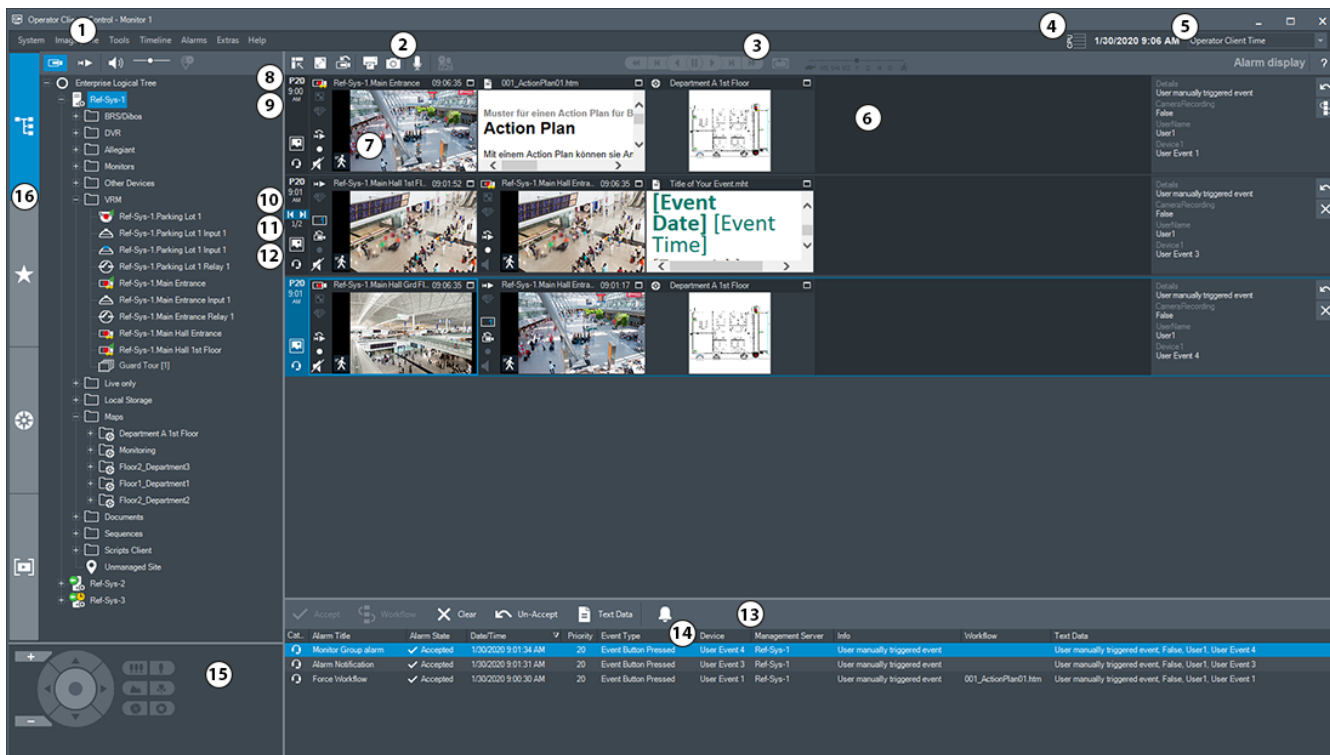 Operator Client
Control - Monitor 1
1
4
5
System
Tools Timeline Alarms Extras Help
2
3
1/30/2020 9:06 AM
Operator Client Time
Alarm display ?
8
Enterprise Logical Tree
9
Ref-Sys-1
BRS/Dibos
DVR
Allegiant
Monitors
Other Devices
VRM
Ref-Sys-1.Parking Lot 1
Ref-Sys-1.Parking Lot 1 Input 1
Ref-Sys-1.Parking Lot 1 Input 1
Ref-Sys-1.Parking Lot 1 Relay 1
Ref-Sys-1.Main Entrance
Ref-Sys-1.Main Entrance Input 1
Ref-Sys-1.Main Entrance Relay 1
Ref-Sys-1.Main Hall Entrance
Ref-Sys-1.Main Hall 1st Floor
Guard Tour [1]
Live only
Local Storage
Maps
Department A 1st Floor
Monitoring
Floor2_Department3
Floor1_Department1
Floor2_Department2
Documents
Sequences
Scripts Client
Unmanaged Site
Ref-Sys-2
Ref-Sys-3
16
10
11
12
P20
9:00
AM
Ref-Sys-1.Main Entrance 09:06:35
001_ActionPlan01.htm
Department A 1st Floor
7
6
Muster für einen Action Plan für B
Action Plan
Mit einem Action Plan können sie Ar
Details
User manually triggered event
CameraRecording
False
UserName
User1
Device1
User Event 1
P20
9:01
AM
1/2
Ref-Sys-1.Main Hall 1st Fl.. 09:01:52
Ref-Sys-1.Main Hall Entra.. 09:06:35
Title of Your Event.mht
[Event
Date] [Event
Time]
Details
User manually triggered event
CameraRecording
False
UserName
User1
Device1
User Event 3
P20
9:01
AM
Ref-Sys-1.Main Hall Grd Fl.. 09:06:35
Ref-Sys-1.Main Hall Entra.. 09:01:17
Department A 1st Floor
Details
User manually triggered event
CameraRecording
False
UserName
User1
Device1
User Event 4
Accept Workflow Clear Un-Accept Text Data
13
14
Cat.. Alarm Title Alarm State Date/Time Priority Event Type Device Management Server Info Workflow Text Data
Monitor Group alarm Accepted 1/30/2020 9:01:34 AM 20 Event Button Pressed User Event 4 Ref-Sys-1 User manually triggered event User manually triggered event, False, User1, User Event 4
Alarm Notification Accepted 1/30/2020 9:01:31 AM 20 Event Button Pressed User Event 3 Ref-Sys-1 User manually triggered event User manually triggered event, False, User1, User Event 3
Force Workflow Accepted 1/30/2020 9:00:30 AM 20 Event Button Pressed User Event 1 Ref-Sys-1 User manually triggered event 001_ActionPlan01.htm User manually triggered event, False, User1, User Event 1
15